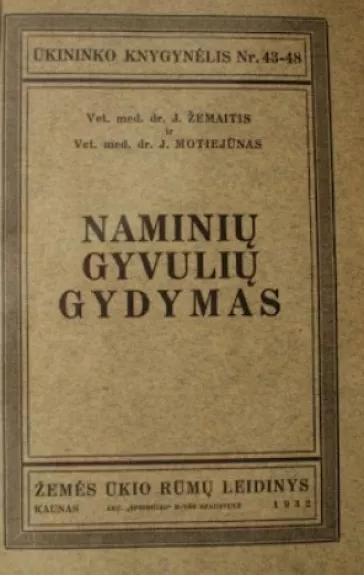 ŪKININKO KNYGYNĖLIS Nr. 43-48
Vet. med. dr. J. ŽEMAITIS
ir
Vet. med. dr. J. MOTIEJŪNAS
NAMINIŲ
GYVULIŲ
GYDYMAS
ŽEMĖS ŪKIO RŪMŲ LEIDINYS
KAUNAS 1932